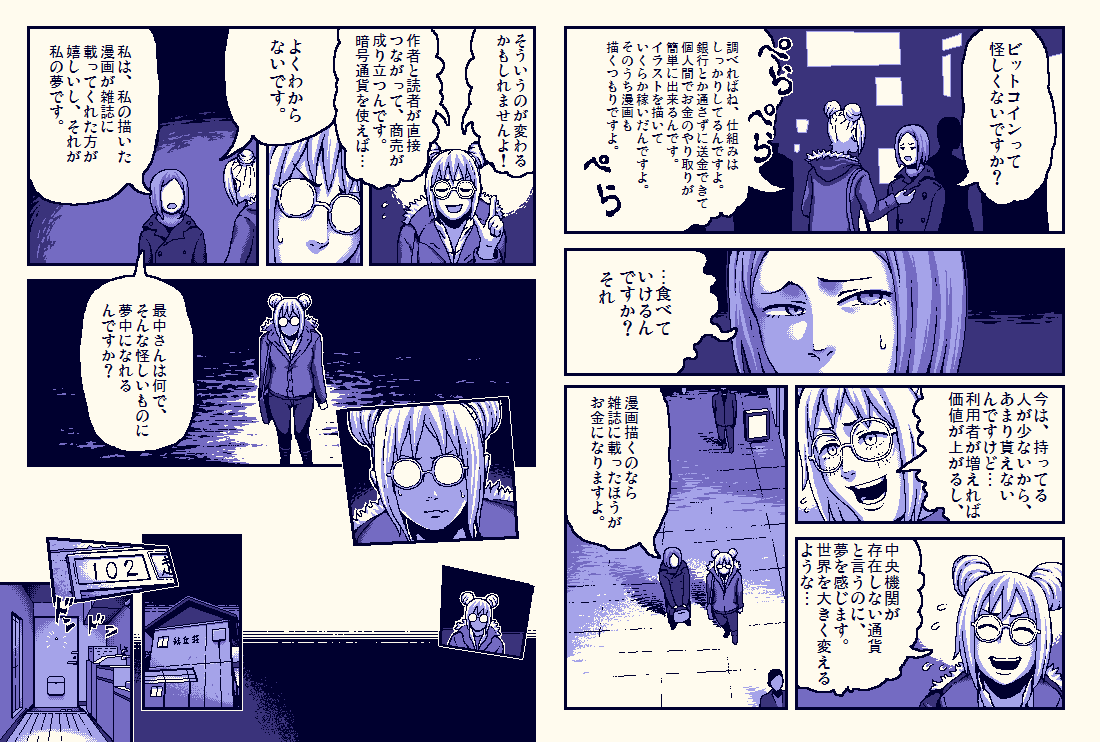 ビットコインって
怪しくないですか？
調べればね、仕組みは
しっかりしてるんですよ。
銀行とか通さずに送金できて
個人間でお金のやり取りが
簡単に出来るんです。
イラストを描いて
いくらか稼いだんですよ。
そのうち漫画も
描くつもりですよ。
ぺら
ぺら
ぺら
…食べて
いけるん
ですか？
それ
今は、持ってる
人が少ないから、
あまり貰えない
んですけど…
利用者が増えれば
価値が上がるし、
漫画描くのなら
雑誌に載ったほうが
お金になりますよ。
中央機関が
存在しない通貨
と言うのに、
夢を感じます。
世界を大きく変える
ような…
そういうのが変わる
かもしれませんよ！
作者と読者が直接
つながって、商売が
成り立つんです。
暗号通貨を使えば…
よくわから
ないです。
私は、私の描いた
漫画が雑誌に
載ってくれた方が
嬉しいし、それが
私の夢です。
最中さんは何で、
そんな怪しいものに
夢中になれる
んですか？
102
ドン
ドン